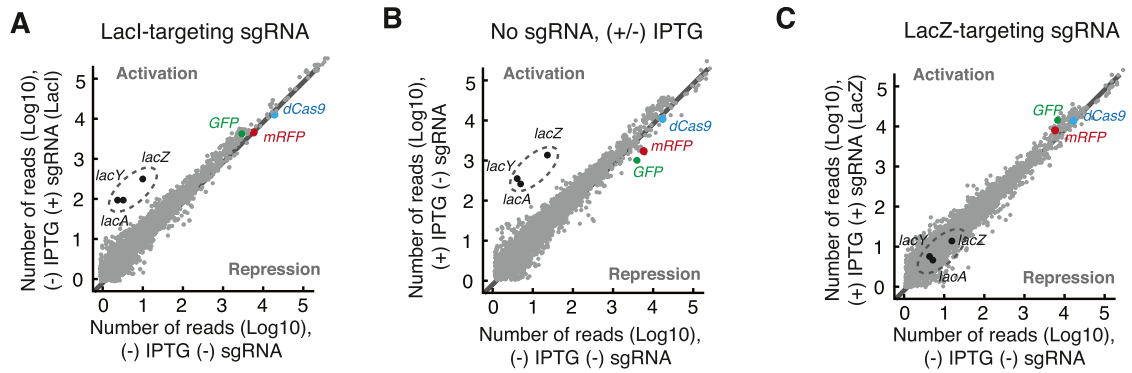 A
LacI-targeting sgRNA
Number of reads (Log10),
(-) IPTG (+) sgRNA (LacI)
Activation
5
4
3
2
1
0
GFP
dCas9
mRFP
lacZ
lacY
lacA
Repression
0 1 2 3 4 5
Number of reads (Log10),
(-) IPTG (-) sgRNA
B
No sgRNA, (+/-) IPTG
Number of reads (Log10),
(+) IPTG (-) sgRNA
Activation
5
4
3
2
1
0
dCas9
mRFP
GFP
lacZ
lacY
lacA
Repression
0 1 2 3 4 5
Number of reads (Log10),
(-) IPTG (-) sgRNA
C
LacZ-targeting sgRNA
Number of reads (Log10),
(+) IPTG (+) sgRNA (LacZ)
Activation
5
4
3
2
1
0
GFP
dCas9
mRFP
lacY
lacZ
lacA
Repression
0 1 2 3 4 5
Number of reads (Log10),
(-) IPTG (-) sgRNA